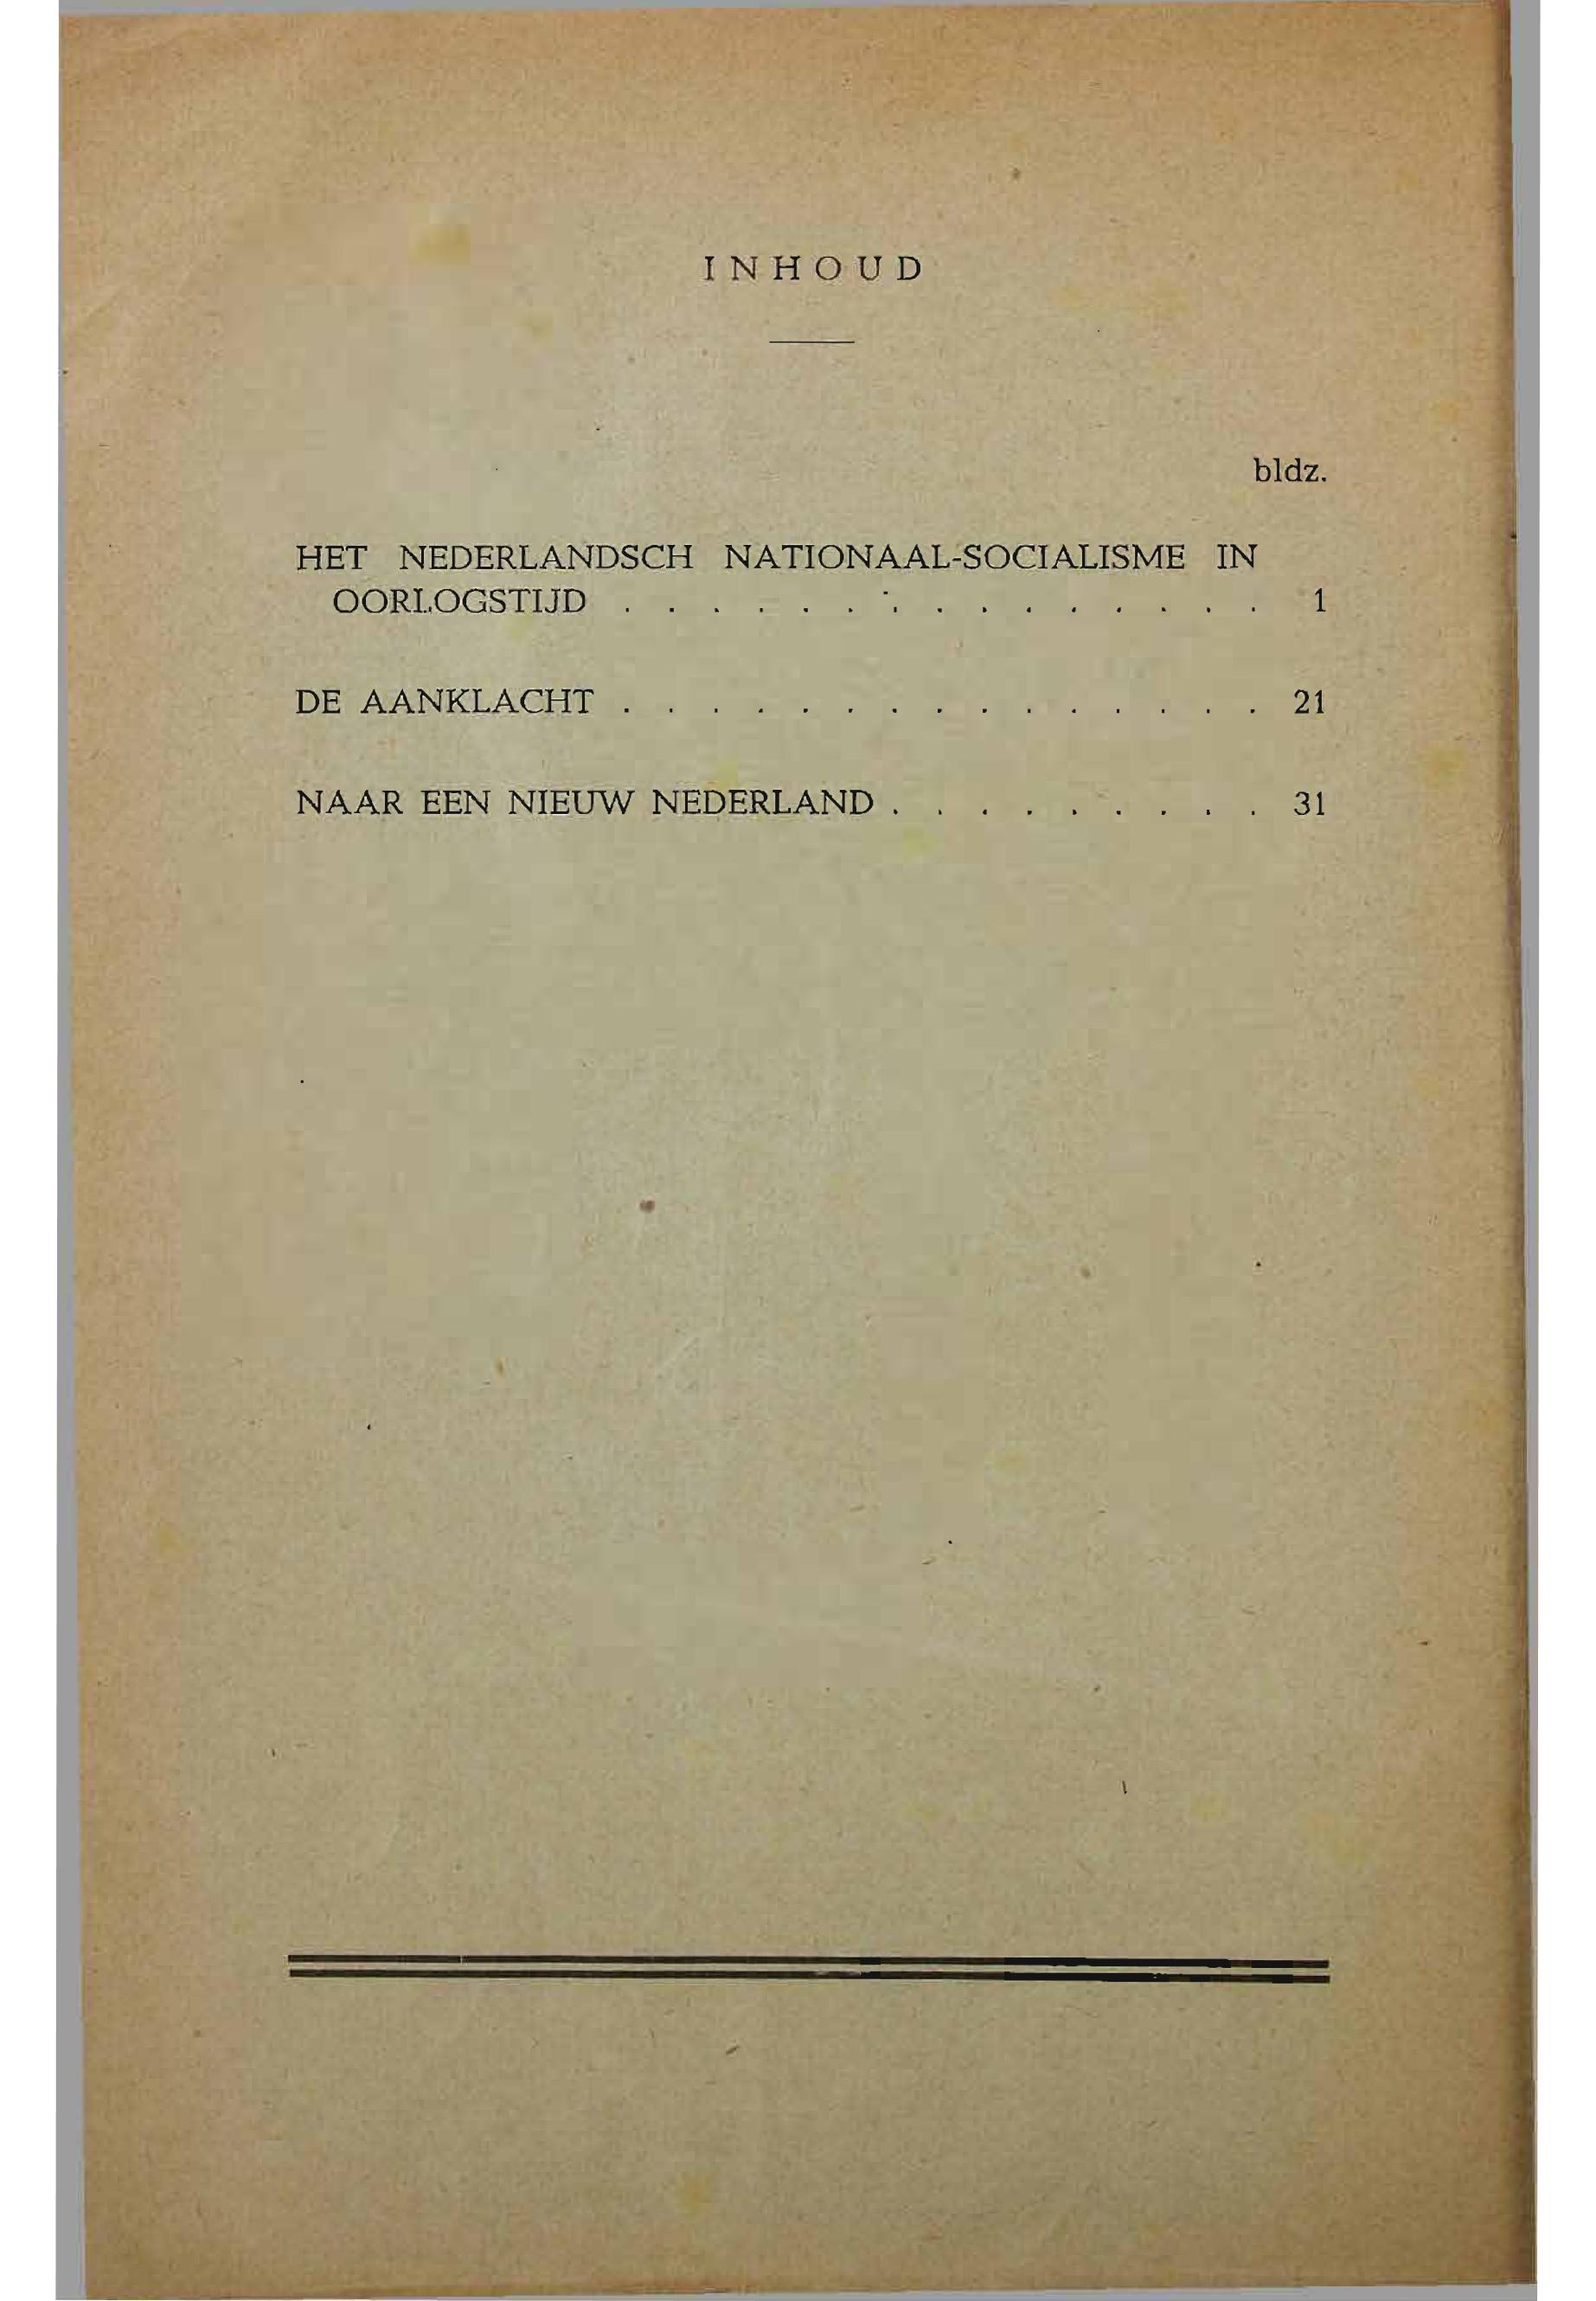 INHOUD
bldz.
HET NEDERLANDSCH NATIONAAL-SOCIALISME IN
OORLOGSTIJD . . . . . . . . . . . . . . . 1
DE AANKLACHT . . . . . . . . . . . . . . . 21
NAAR EEN NIEUW NEDERLAND . . . . . . . . . 31